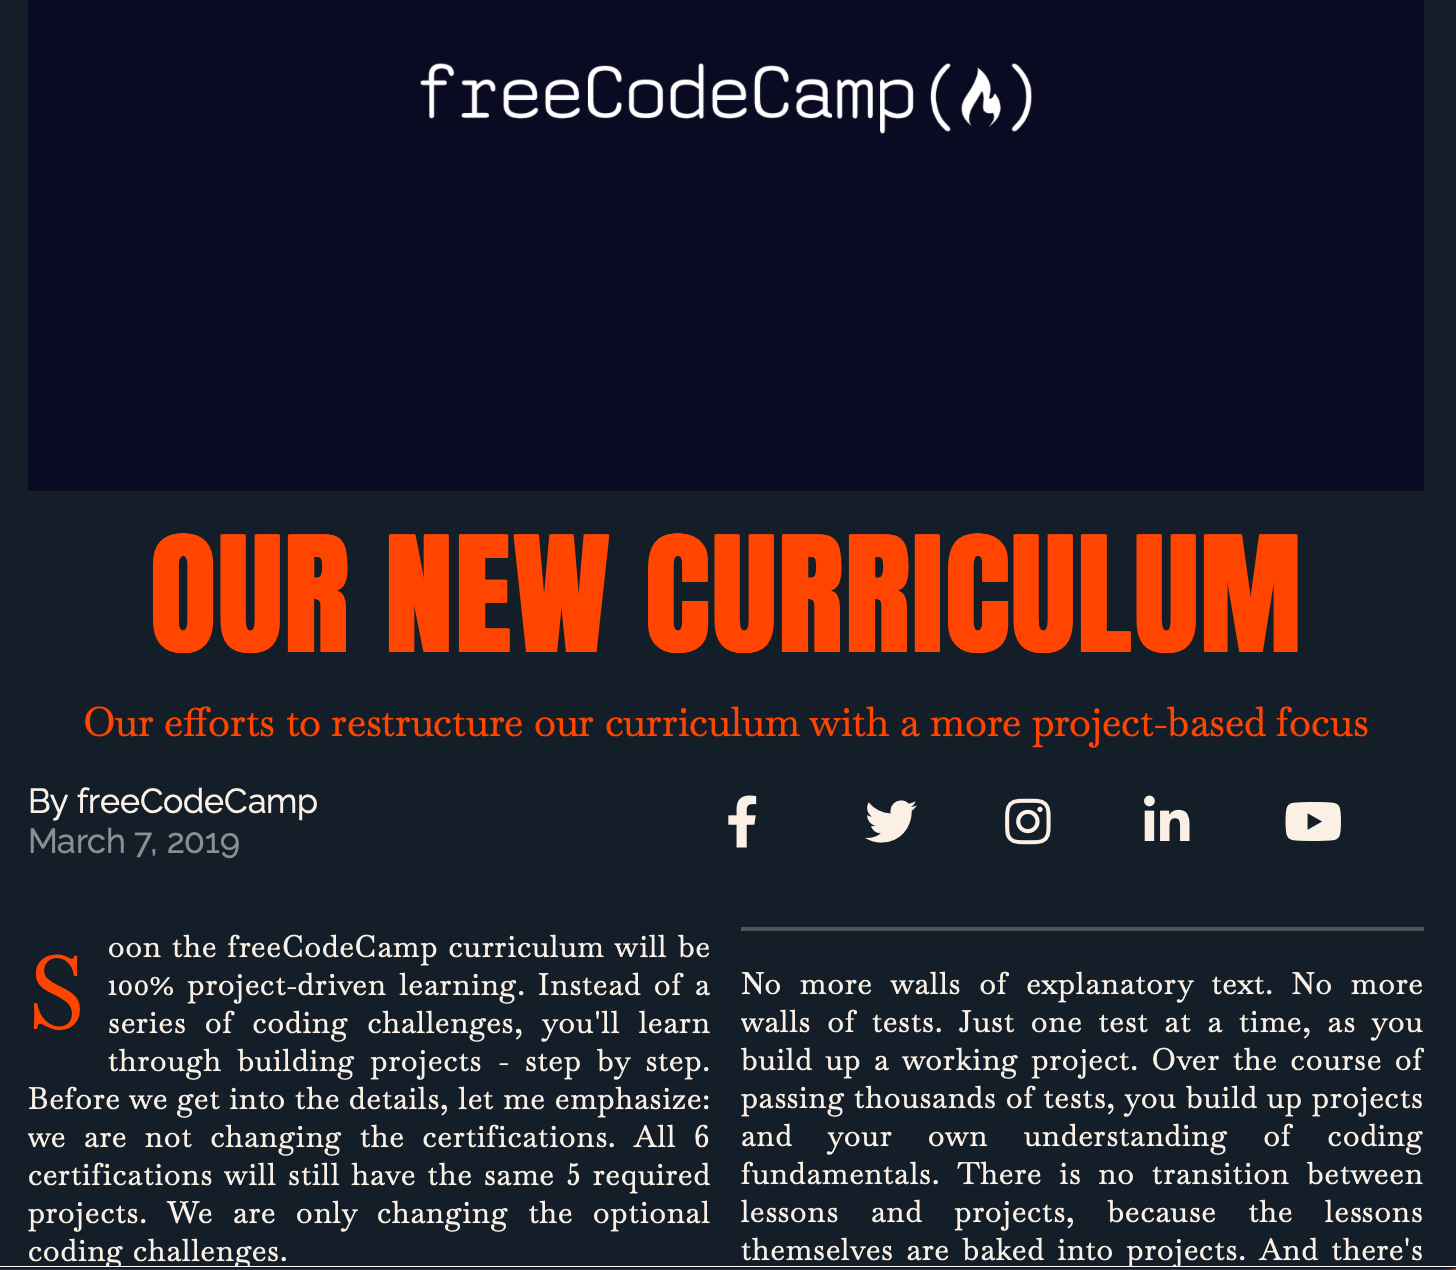 freeCodeCamp
OUR NEW CURRICULUM
Our efforts to restructure our curriculum with a more project-based focus
By freeCodeCamp
March 7, 2019
Soon the freeCodeCamp curriculum will be
100% project-driven learning. Instead of a
series of coding challenges, you'll learn
through building projects - step by step.
Before we get into the details, let me emphasize:
we are not changing the certifications. All 6
certifications will still have the same 5 required
projects. We are only changing the optional
coding challenges.
No more walls of explanatory text. No more
walls of tests. Just one test at a time, as you
build up a working project. Over the course of
passing thousands of tests, you build up projects
and your own understanding of coding
fundamentals. There is no transition between
lessons and projects, because the lessons
themselves are baked into projects. And there's